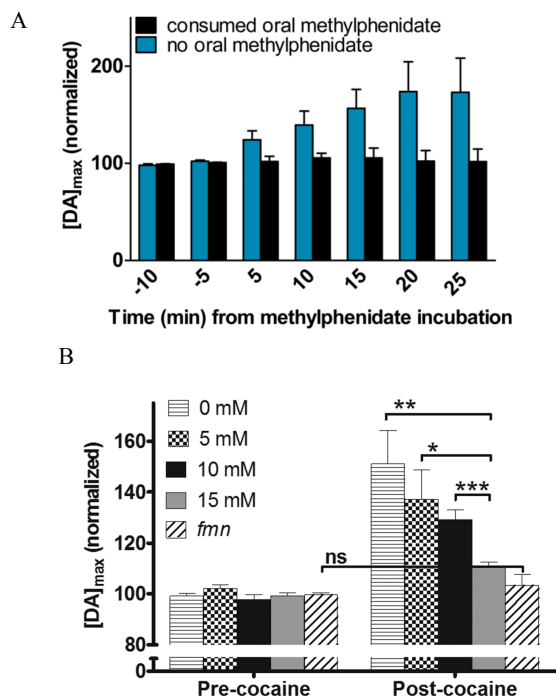 A
consumed oral methylphenidate
no oral methylphenidate
[DA]max (normalized)
200
100
0
-10 -5 5 10 15 20 25
Time (min) from methylphenidate incubation
B
0 mM
5 mM
10 mM
15 mM
fmn
**
*
***
ns
[DA]max (normalized)
160
140
120
100
80
0
Pre-cocaine Post-cocaine